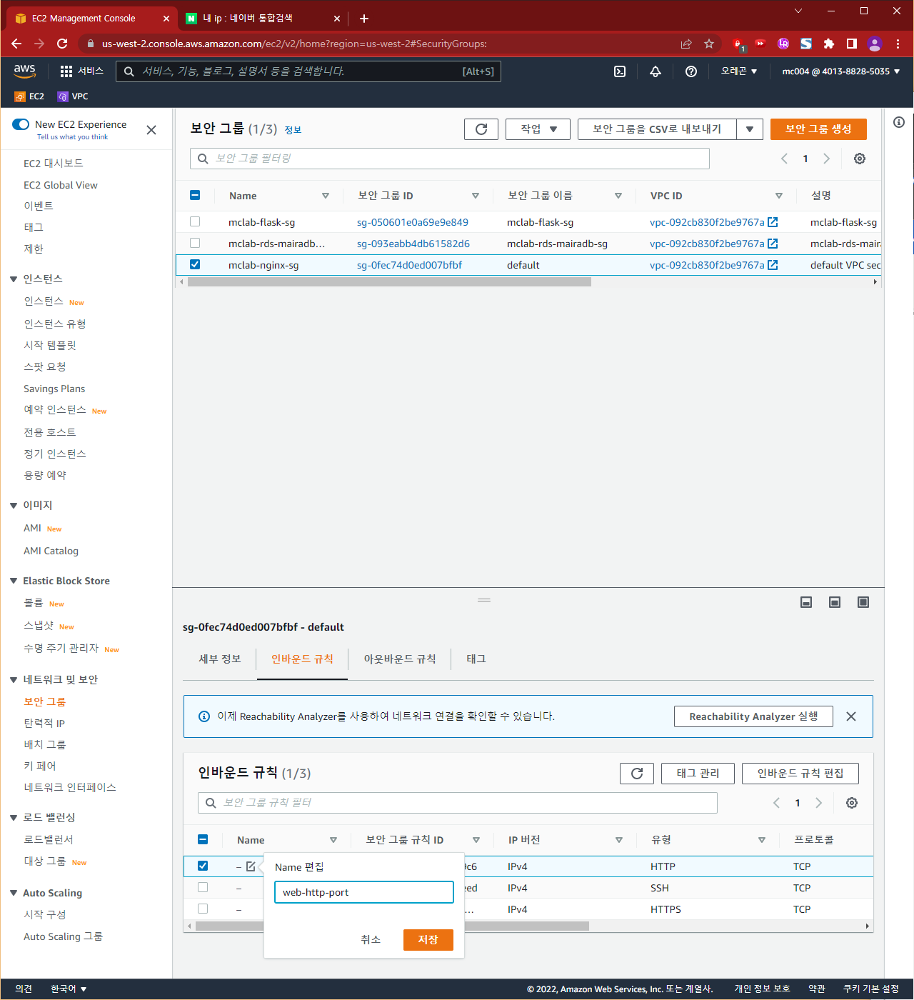 EC2 Management Console
내 ip : 네이버 통합검색
us-west-2.console.aws.amazon.com/ec2/v2/home?region=us-west-2#SecurityGroups:
aws
서비스
서비스, 기능, 블로그, 설명서 등을 검색합니다.
[Alt+S]
오레곤
mc004 @ 4013-8828-5035
EC2
VPC
New EC2 Experience
Tell us what you think
EC2 대시보드
EC2 Global View
이벤트
태그
제한
인스턴스
인스턴스 New
인스턴스 유형
시작 템플릿
스팟 요청
Savings Plans
예약 인스턴스 New
전용 호스트
정기 인스턴스
용량 예약
이미지
AMI New
AMI Catalog
Elastic Block Store
볼륨 New
스냅샷 New
수명 주기 관리자 New
네트워크 및 보안
보안 그룹
탄력적 IP
배치 그룹
키 페어
네트워크 인터페이스
로드 밸런싱
로드밸런서
대상 그룹 New
Auto Scaling
시작 구성
Auto Scaling 그룹
보안 그룹 (1/3) 정보
작업
보안 그룹을 CSV로 내보내기
보안 그룹 생성
보안 그룹 필터링
1
Name 보안 그룹 ID 보안 그룹 이름 VPC ID 설명
mclab-flask-sg sg-050601e0a69e9e849 mclab-flask-sg vpc-092cb830f2be9767a mclab-flask-sg
mclab-rds-mairadb... sg-093eabb4db61582d6 mclab-rds-mairadb-sg vpc-092cb830f2be9767a mclab-rds-mair
mclab-nginx-sg sg-0fec74d0ed007bfbf default vpc-092cb830f2be9767a default VPC sec
sg-0fec74d0ed007bfbf - default
세부 정보
인바운드 규칙
아웃바운드 규칙
태그
이제 Reachability Analyzer를 사용하여 네트워크 연결을 확인할 수 있습니다.
Reachability Analyzer 실행
인바운드 규칙 (1/3)
태그 관리
인바운드 규칙 편집
보안 그룹 규칙 필터
1
Name 보안 그룹 규칙 ID IP 버전 유형 프로토콜
– 9c6 IPv4 HTTP TCP
– eed IPv4 SSH TCP
– ... IPv4 HTTPS TCP
Name 편집
web-http-port
취소
저장
의견
한국어
© 2022, Amazon Web Services, Inc. 또는 계열사.
개인 정보 보호
약관
쿠키 기본 설정